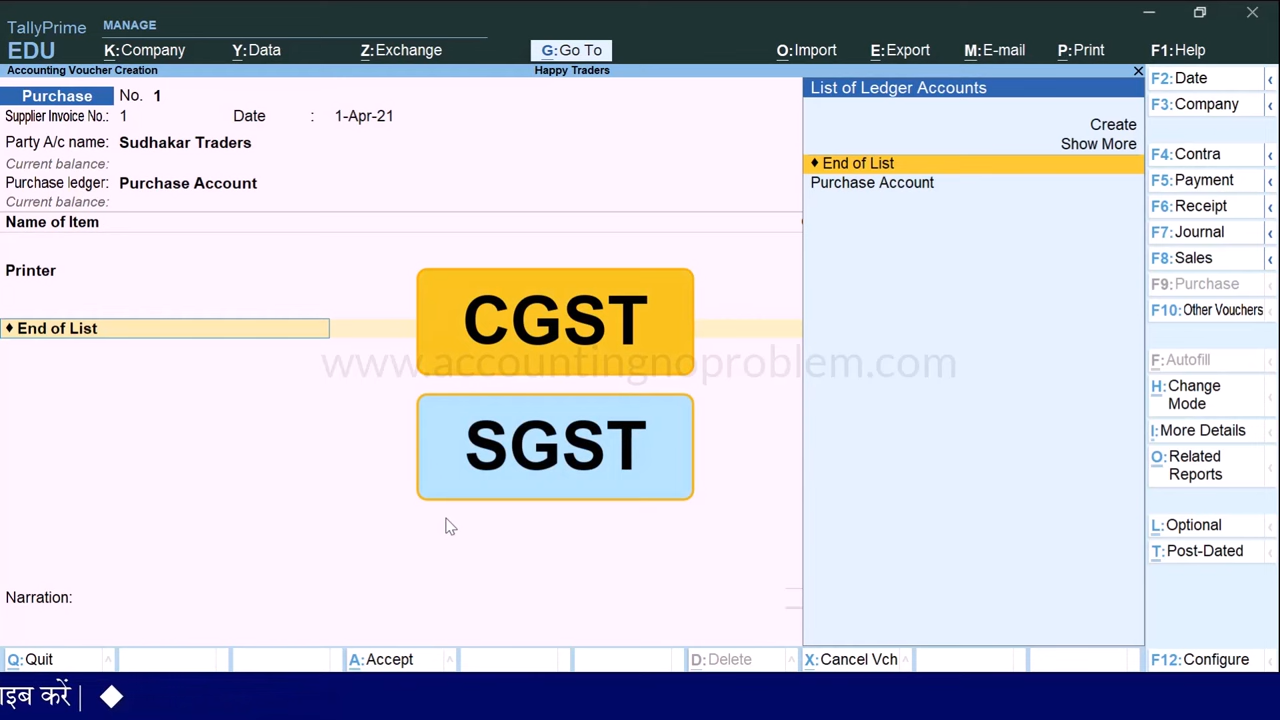 TallyPrime MANAGE
EDU K:Company Y:Data Z:Exchange G:Go To O:Import E:Export M:E-mail P:Print F1:Help
Accounting Voucher Creation Happy Traders
Purchase No. 1
Supplier Invoice No.: 1 Date : 1-Apr-21
Party A/c name: Sudhakar Traders
Current balance:
Purchase ledger: Purchase Account
Current balance:
Name of Item
Printer
♦ End of List
CGST
SGST
www.accountingnoproblem.com
Narration:
List of Ledger Accounts
Create
Show More
♦ End of List
Purchase Account
F2:Date
F3:Company
F4:Contra
F5:Payment
F6:Receipt
F7:Journal
F8:Sales
F9:Purchase
F10:Other Vouchers
F:Autofill
H:Change
Mode
I:More Details
O:Related
Reports
L:Optional
T:Post-Dated
Q:Quit A:Accept D:Delete X:Cancel Vch F12:Configure
करें | ◆